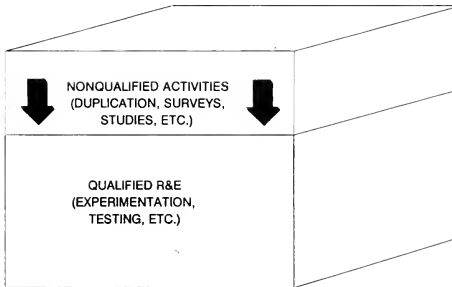 NONQUALIFIED ACTIVITIES
(DUPLICATION, SURVEYS,
STUDIES, ETC.)
QUALIFIED R&E
(EXPERIMENTATION,
TESTING, ETC.)